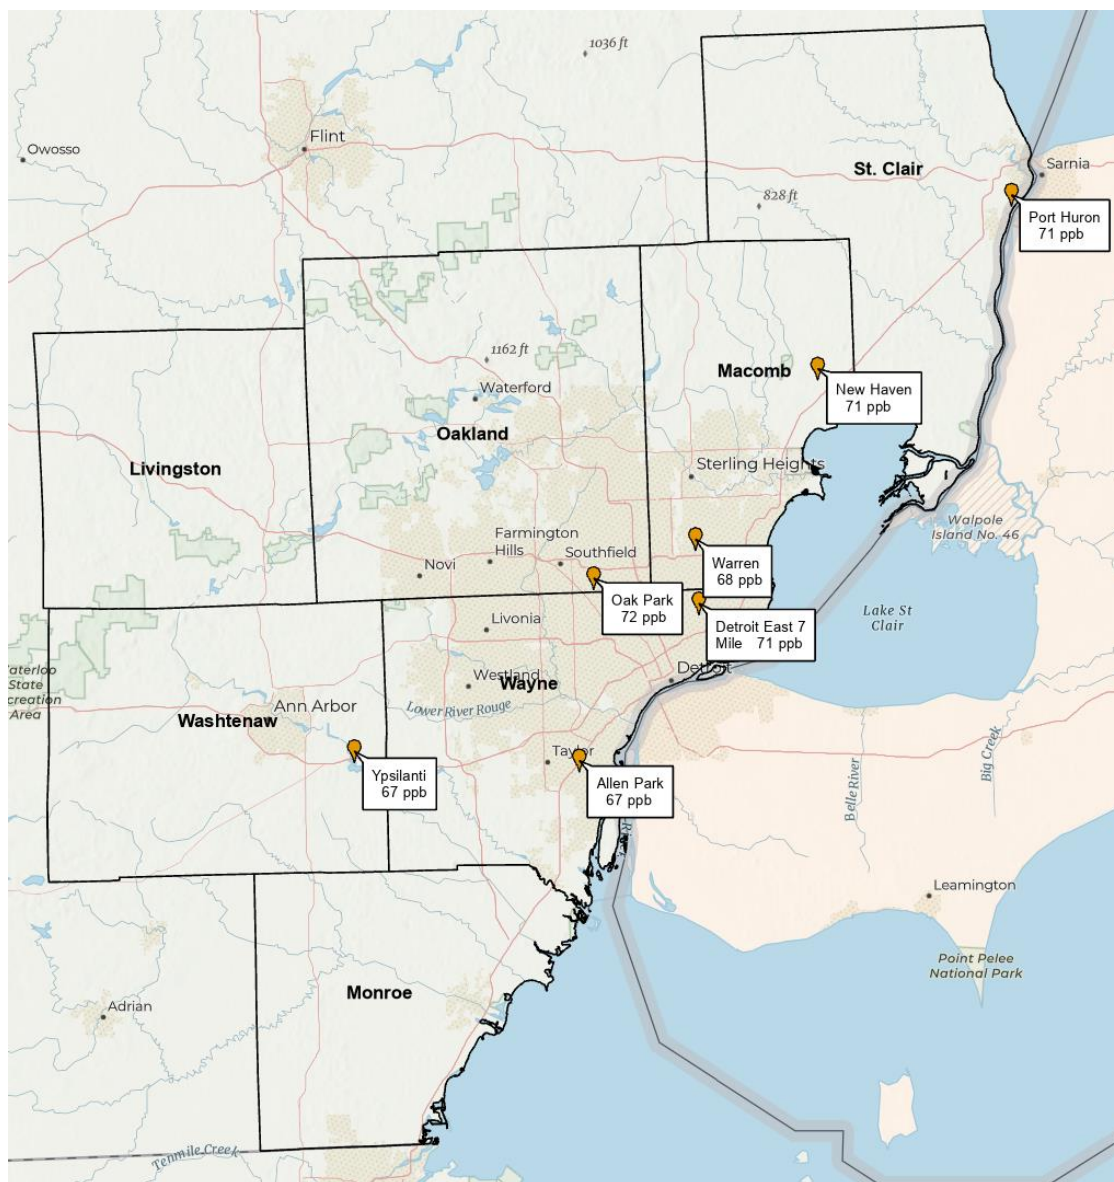 1036 ft
Flint
Owosso
St. Clair
Sarnia
828 ft
Port Huron
71 ppb
1162 ft
Macomb
Waterford
New Haven
71 ppb
Oakland
Livingston
Sterling Heights
Walpole
Island No. 46
Farmington
Hills
Southfield
Novi
Warren
68 ppb
Oak Park
72 ppb
Lake St
Clair
Livonia
Detroit East 7
Mile 71 ppb
aterloo
State
creation
Area
Westland
Wayne
Detroit
Ann Arbor
Washtenaw
Lower River Rouge
Taylor
Ypsilanti
67 ppb
Allen Park
67 ppb
Belle River
Big Creek
Leamington
Point Pelee
National Park
Monroe
Adrian
Tenmile Creek